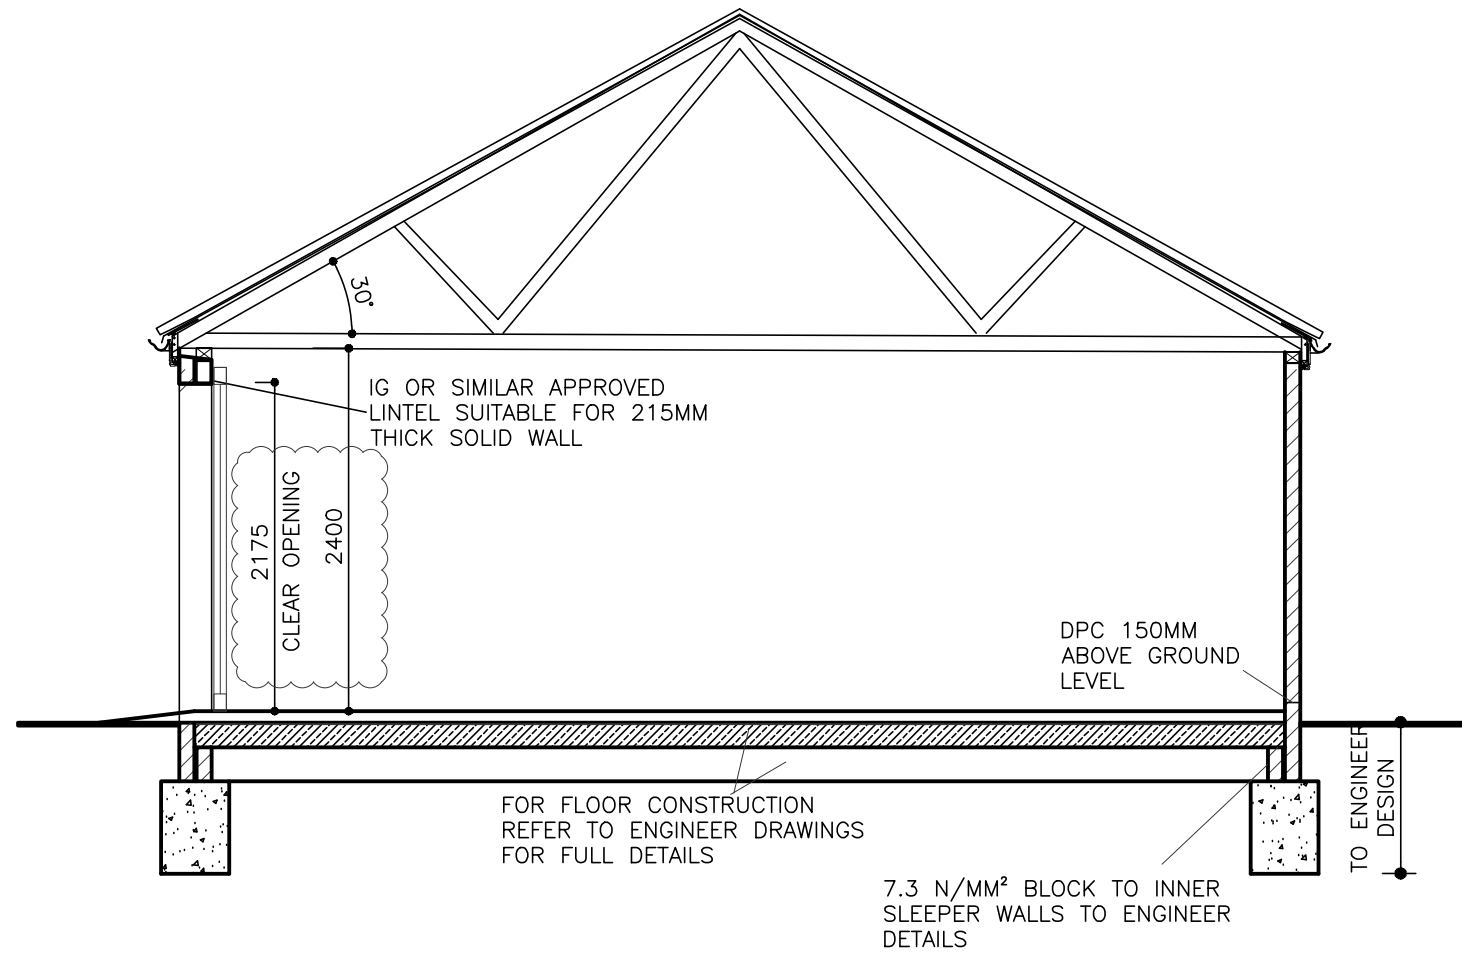 30°
IG OR SIMILAR APPROVED
LINTEL SUITABLE FOR 215MM
THICK SOLID WALL
2175
CLEAR OPENING
2400
DPC 150MM
ABOVE GROUND
LEVEL
TO ENGINEER
DESIGN
FOR FLOOR CONSTRUCTION
REFER TO ENGINEER DRAWINGS
FOR FULL DETAILS
7.3 N/MM² BLOCK TO INNER
SLEEPER WALLS TO ENGINEER
DETAILS